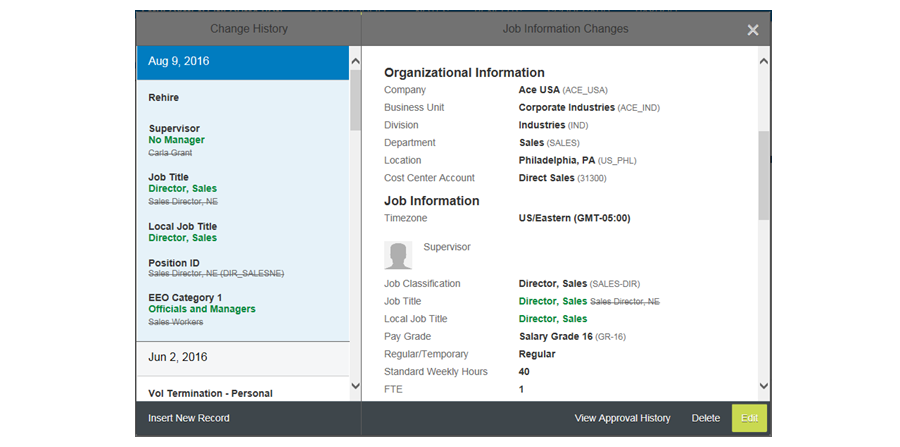 Change History
Job Information Changes
Aug 9, 2016
Rehire
Supervisor
No Manager
Carla Grant
Job Title
Director, Sales
Sales Director, NE
Local Job Title
Director, Sales
Position ID
Sales Director, NE (DIR_SALESNE)
EEO Category 1
Officials and Managers
Sales Workers
Jun 2, 2016
Vol Termination - Personal
Insert New Record
Organizational Information
Company Ace USA (ACE_USA)
Business Unit Corporate Industries (ACE_IND)
Division Industries (IND)
Department Sales (SALES)
Location Philadelphia, PA (US_PHL)
Cost Center Account Direct Sales (31300)
Job Information
Timezone US/Eastern (GMT-05:00)
Supervisor
Job Classification Director, Sales (SALES-DIR)
Job Title Director, Sales Sales Director, NE
Local Job Title Director, Sales
Pay Grade Salary Grade 16 (GR-16)
Regular/Temporary Regular
Standard Weekly Hours 40
FTE 1
View Approval History Delete Edit